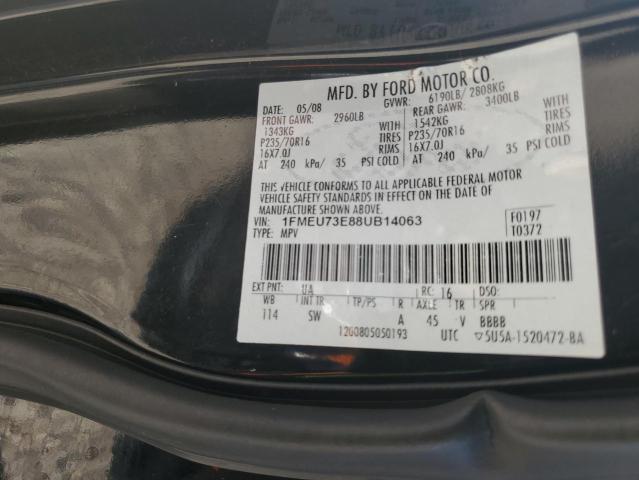 MFD. BY FORD MOTOR CO.
DATE: 05/08 GVWR: 6190LB/ 2808KG
FRONT GAWR: 2960LB REAR GAWR: 3400LB
1343KG WITH 1542KG WITH
P235/70R16 TIRES P235/70R16 TIRES
16X7.0J RIMS 16X7.0J RIMS
AT 240 kPa/ 35 PSI COLD AT 240 kPa/ 35 PSI COLD
THIS VEHICLE CONFORMS TO ALL APPLICABLE FEDERAL MOTOR
VEHICLE SAFETY STANDARDS IN EFFECT ON THE DATE OF
MANUFACTURE SHOWN ABOVE.
VIN: 1FMEU73E88UB14063 F0197
TYPE: MPV T0372
EXT PNT: UA RC: 16 DSO:
WB INT TR TP/PS R AXLE TR SPR
114 SW A 45 V BBBB
1200805050193 UTC ▽5U5A-1520472-BA